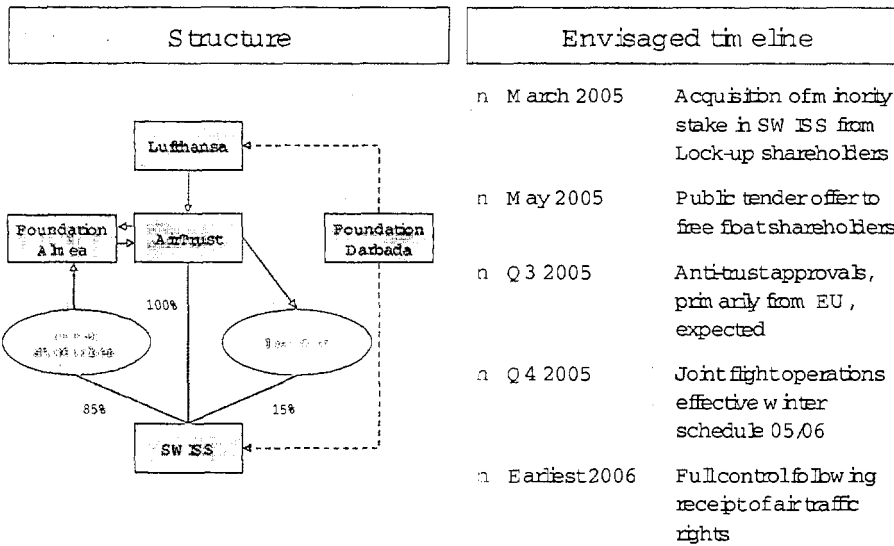 Structure
Lufthansa
Foundation
Almea
AirTrust
Foundation
Darbada
100%
85%
15%
SWISS
Envisaged timeline
n March 2005 Acquisition of minority
stake in SWISS from
Lock-up shareholders
n May 2005 Public tender offer to
free float shareholders
n Q3 2005 Anti-trust approvals,
primarily from EU,
expected
n Q4 2005 Joint flight operations
effective winter
schedule 05/06
n Earliest 2006 Full control following
receipt of air traffic
rights